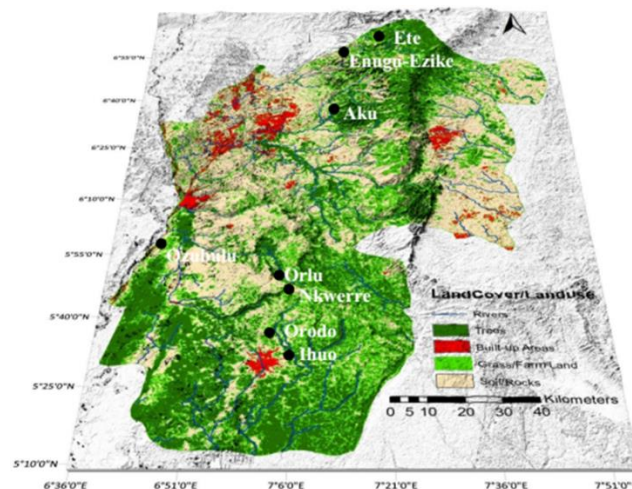 Ete
6°55'0"N
Enugu-Ezike
6°40'0"N
Aku
6°25'0"N
6°10'0"N
5°55'0"N
Ozubulu
Orlu
Nkwerre
LandCover/LandUse
5°40'0"N
Rivers
Trees
Orodo
Built-up Areas
Ihuo
Grass/Farm Land
Soil/Rocks
5°25'0"N
Kilometers
0 5 10 20 30 40
5°10'0"N
6°36'0"E 6°51'0"E 7°6'0"E 7°21'0"E 7°36'0"E 7°51'0"E